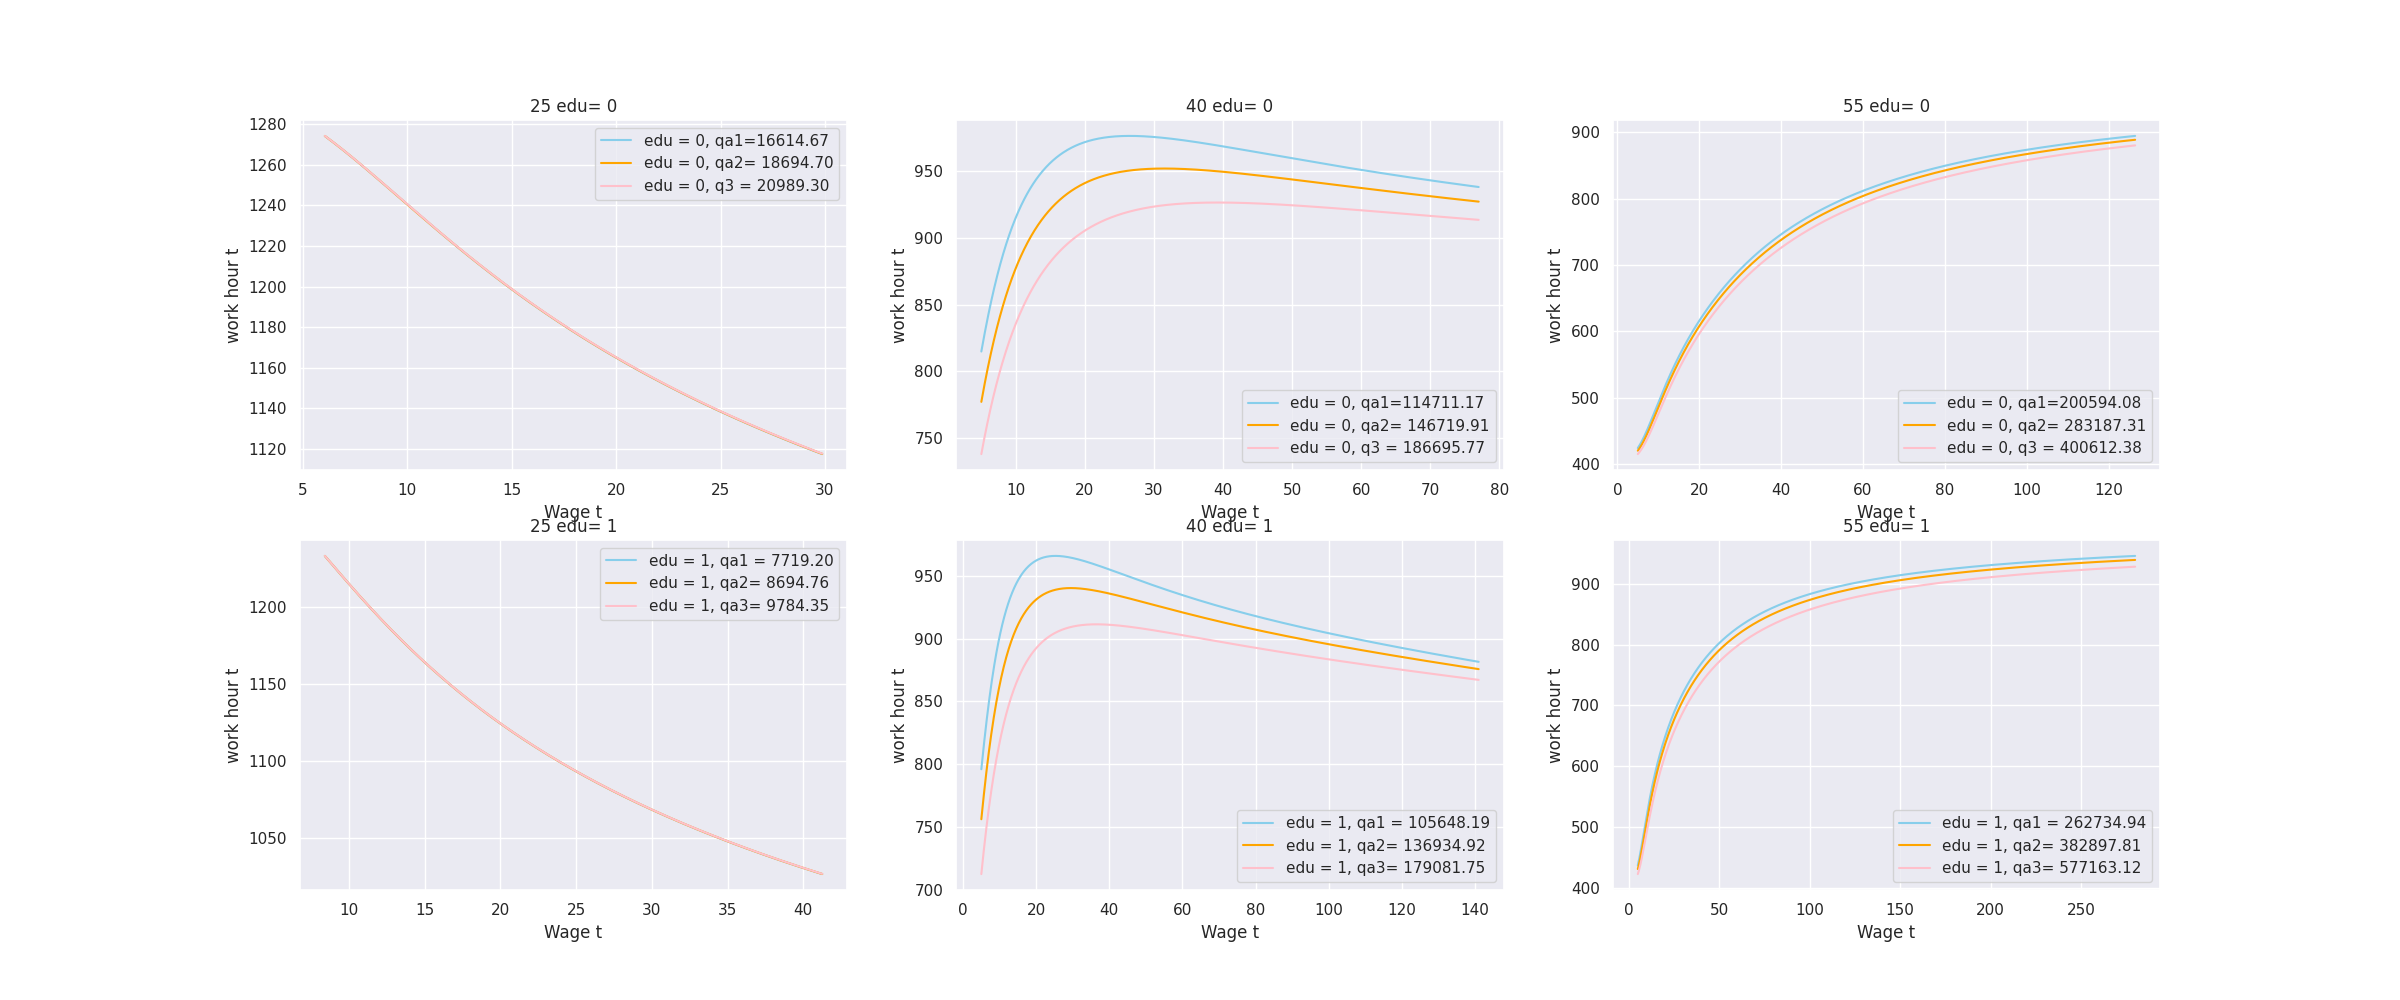 25 edu= 0
1280
1260
1240
1220
1200
1180
1160
1140
1120
work hour t
edu = 0, qa1=16614.67
edu = 0, qa2= 18694.70
edu = 0, q3 = 20989.30
5 10 15 20 25 30
Wage t
40 edu= 0
950
900
850
800
750
work hour t
edu = 0, qa1=114711.17
edu = 0, qa2= 146719.91
edu = 0, q3 = 186695.77
10 20 30 40 50 60 70 80
Wage t
55 edu= 0
900
800
700
600
500
400
work hour t
edu = 0, qa1=200594.08
edu = 0, qa2= 283187.31
edu = 0, q3 = 400612.38
0 20 40 60 80 100 120
Wage t
25 edu= 1
1200
1150
1100
1050
work hour t
edu = 1, qa1 = 7719.20
edu = 1, qa2= 8694.76
edu = 1, qa3= 9784.35
10 15 20 25 30 35 40
Wage t
40 edu= 1
950
900
850
800
750
700
work hour t
edu = 1, qa1 = 105648.19
edu = 1, qa2= 136934.92
edu = 1, qa3= 179081.75
0 20 40 60 80 100 120 140
Wage t
55 edu= 1
900
800
700
600
500
400
work hour t
edu = 1, qa1 = 262734.94
edu = 1, qa2= 382897.81
edu = 1, qa3= 577163.12
0 50 100 150 200 250
Wage t